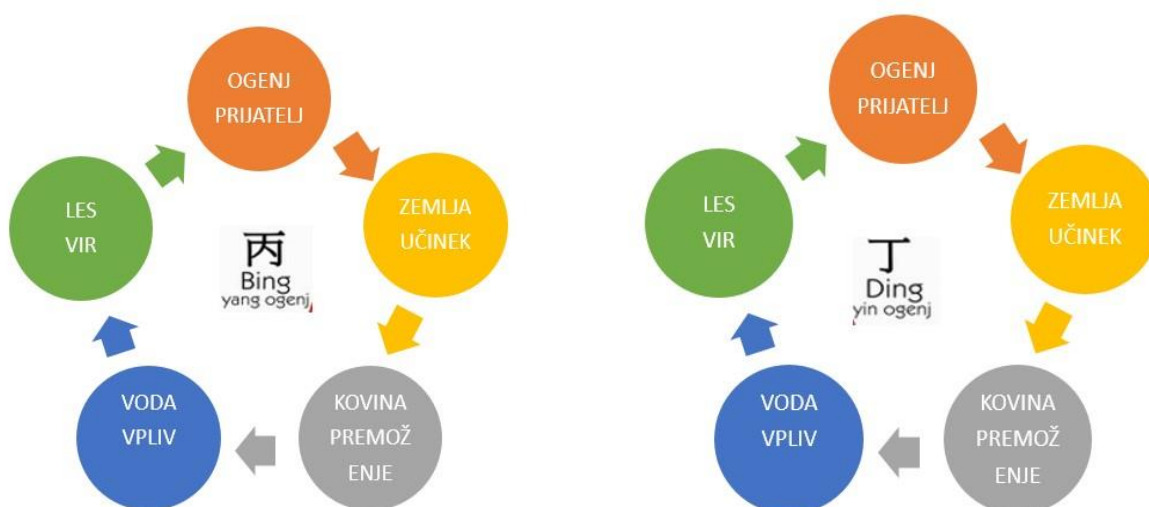 OGENJ
PRIJATELJ
LES
VIR
ZEMLJA
UČINEK
丙
Bing
yang ogenj
VODA
VPLIV
KOVINA
PREMOŽ
ENJE
OGENJ
PRIJATELJ
LES
VIR
ZEMLJA
UČINEK
丁
Ding
yin ogenj
VODA
VPLIV
KOVINA
PREMOŽ
ENJE